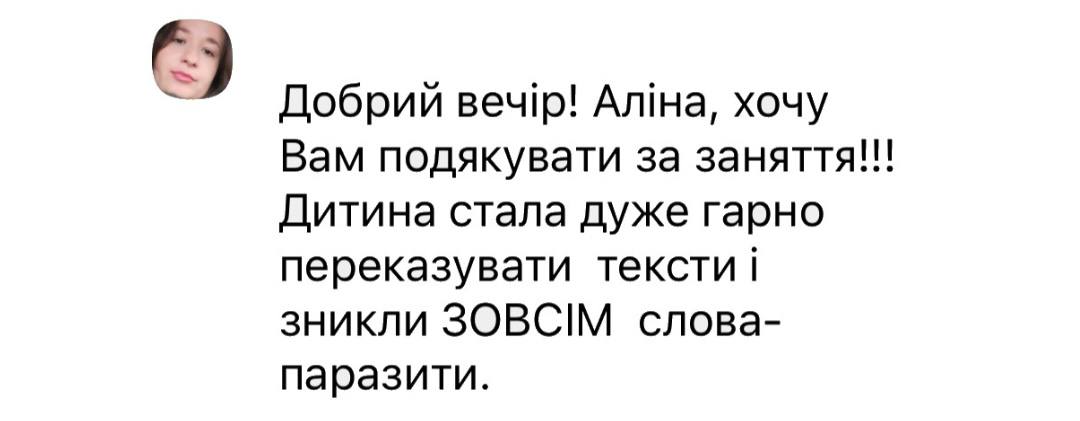 Добрий вечір! Аліна, хочу
Вам подякувати за заняття!!!
Дитина стала дуже гарно
переказувати  тексти і
зникли ЗОВСІМ  слова-
паразити.